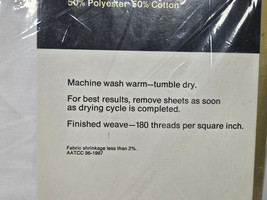 50% Polyester 50% Cotton
Machine wash warm—tumble dry.
For best results, remove sheets as soon
as drying cycle is completed.
Finished weave—180 threads per square inch.
Fabric shrinkage less than 2%.
AATCC 96-1967